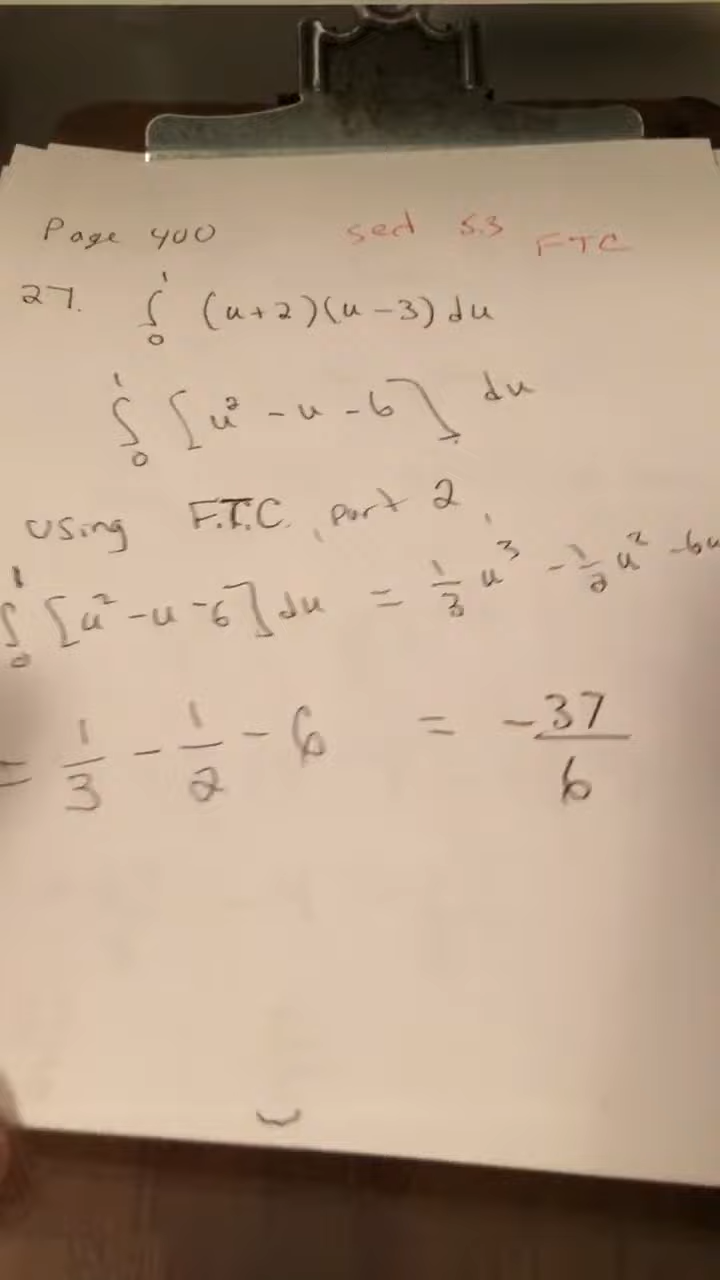 Page 400 sect 5.3 FTC
27. ∫₀¹ (u+2)(u-3) du
∫₀¹ [u² - u - 6] du
Using F.T.C. , part 2,
∫₀¹ [u² - u - 6] du = 1/3 u³ - 1/2 u² - 6u
= 1/3 - 1/2 - 6 = -37/6